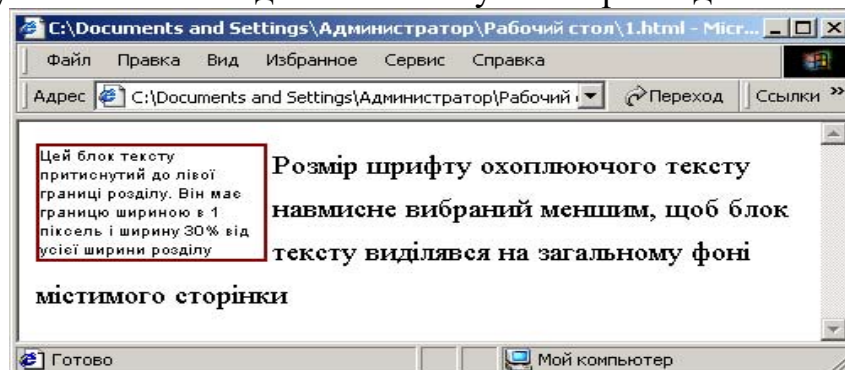 C:\Documents and Settings\Администратор\Рабочий стол\1.html - Micr...
Файл Правка Вид Избранное Сервис Справка
Адрес C:\Documents and Settings\Администратор\Рабочий Переход Ссылки »
Цей блок тексту
притиснутий до лівої
границі розділу. Він має
границю шириною в 1
піксель і ширину 30% від
усієї ширини розділу
Розмір шрифту охоплюючого тексту
навмисне вибраний меншим, щоб блок
тексту виділявся на загальному фоні
містимого сторінки
Готово Мой компьютер